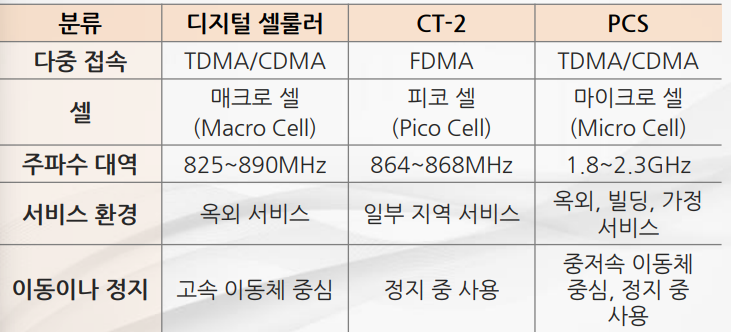 분류 디지털 셀룰러 CT-2 PCS
다중 접속 TDMA/CDMA FDMA TDMA/CDMA
셀 매크로 셀 (Macro Cell) 피코 셀 (Pico Cell) 마이크로 셀 (Micro Cell)
주파수 대역 825~890MHz 864~868MHz 1.8~2.3GHz
서비스 환경 옥외 서비스 일부 지역 서비스 옥외, 빌딩, 가정 서비스
이동이나 정지 고속 이동체 중심 정지 중 사용 중저속 이동체 중심, 정지 중 사용